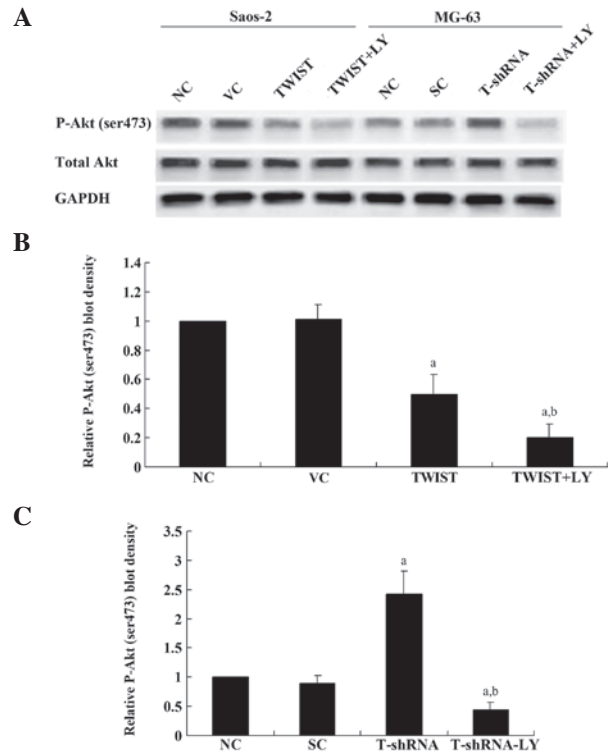 A
Saos-2 MG-63
NC VC TWIST TWIST+LY NC SC T-shRNA T-shRNA+LY
P-Akt (ser473)
Total Akt
GAPDH
B
Relative P-Akt (ser473) blot density
1.4
1.2
1
0.8
0.6
0.4
0.2
0
a
a,b
NC VC TWIST TWIST+LY
C
Relative P-Akt (ser473) blot density
3.5
3
2.5
2
1.5
1
0.5
0
a
a,b
NC SC T-shRNA T-shRNA-LY